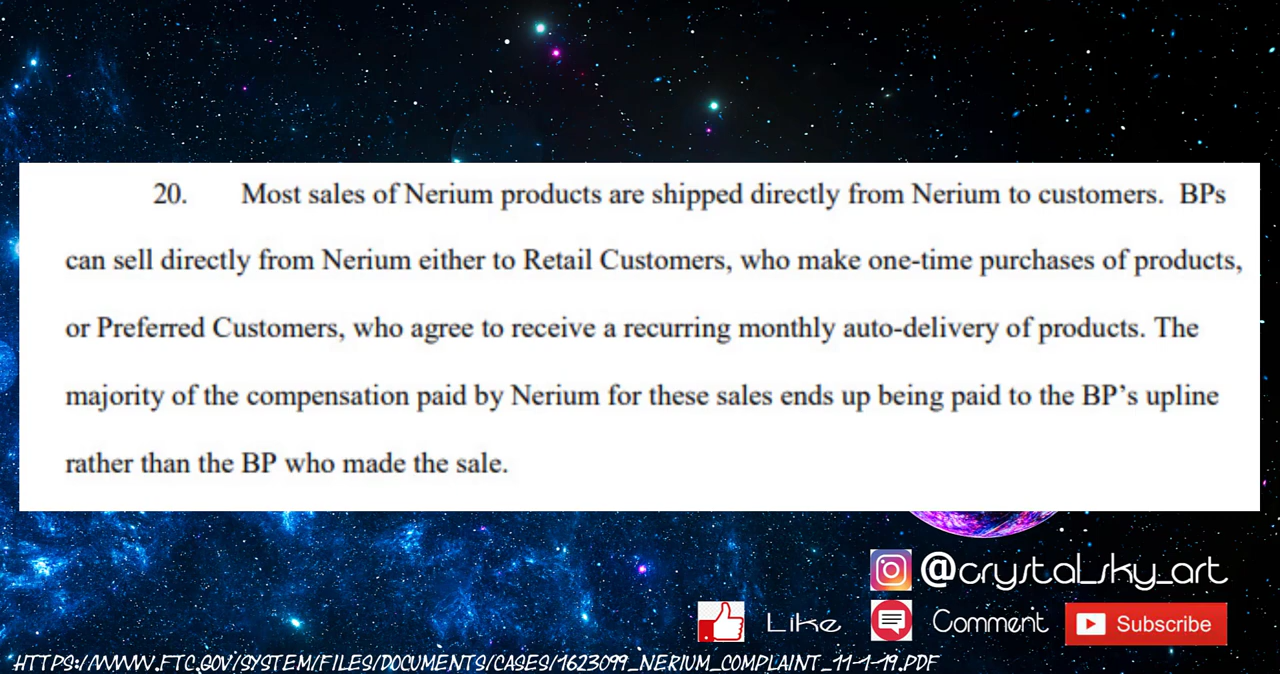 20. Most sales of Nerium products are shipped directly from Nerium to customers. BPs
can sell directly from Nerium either to Retail Customers, who make one-time purchases of products,
or Preferred Customers, who agree to receive a recurring monthly auto-delivery of products. The
majority of the compensation paid by Nerium for these sales ends up being paid to the BP's upline
rather than the BP who made the sale.
@crystal_sky_art
Like Comment Subscribe
HTTPS://WWW.FTC.GOV/SYSTEM/FILES/DOCUMENTS/CASES/1623099_NERIUM_COMPLAINT_11-1-19.PDF